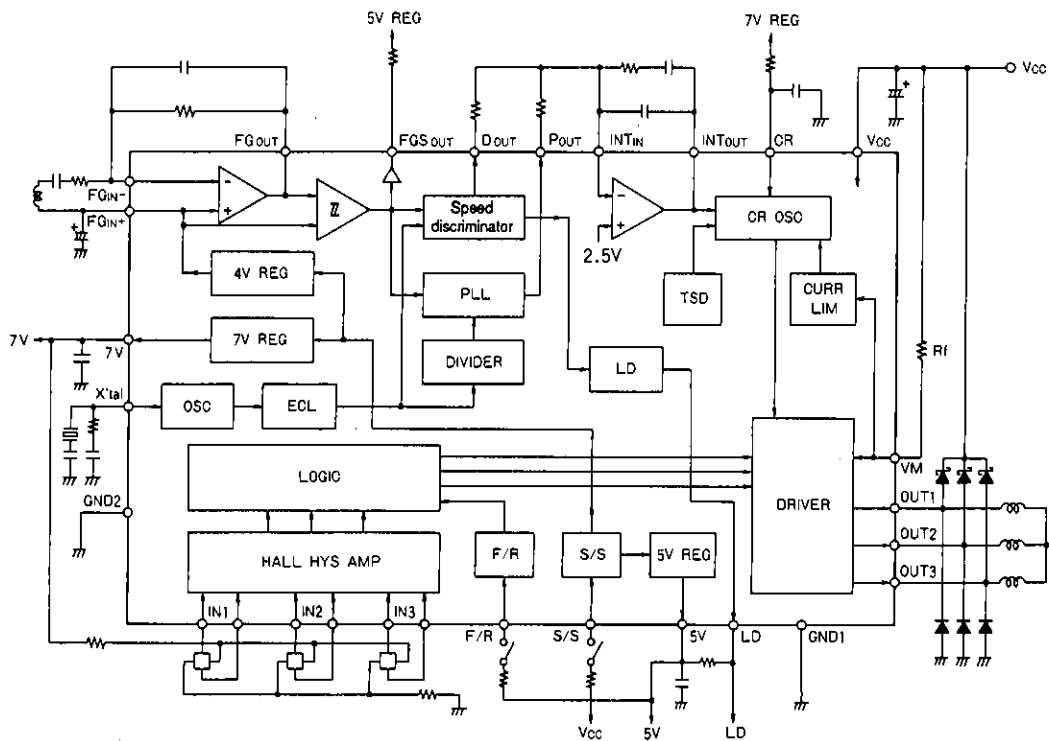 5V REG
7V REG
VCC
FGOUT
FGSOUT
DOUT
POUT
INTIN
INTOUT
CR
VCC
FGIN-
FGIN+
-
+
Speed
discriminator
-
+
2.5V
CR OSC
4V REG
PLL
TSD
CURR
LIM
7V
7V
7V REG
DIVIDER
LD
Rf
X'tal
OSC
ECL
LOGIC
DRIVER
VM
OUT1
OUT2
OUT3
GND2
HALL HYS AMP
F/R
S/S
5V REG
IN1
IN2
IN3
F/R
S/S
5V
LD
GND1
VCC
5V
LD